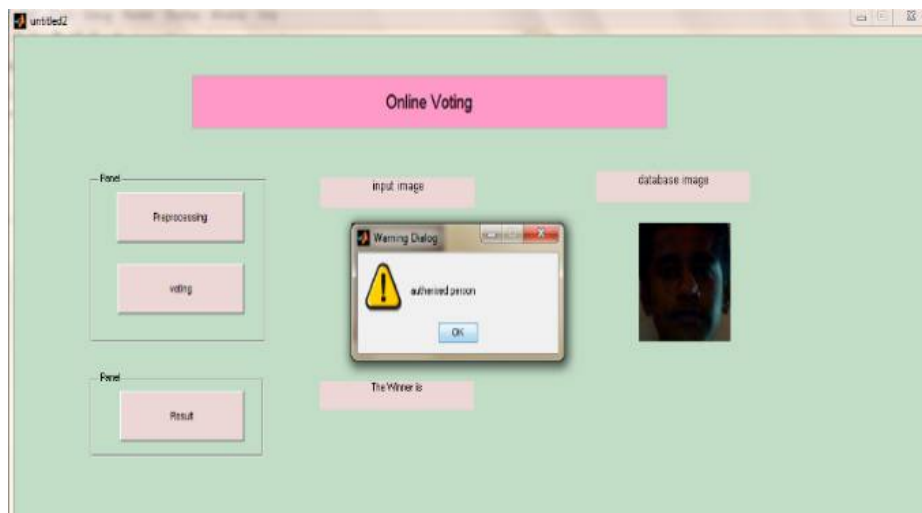 untitled2
Online Voting
Panel
Preprocessing
voting
input image
database image
Warning Dialog
authorised person
OK
Panel
Result
The Winner is